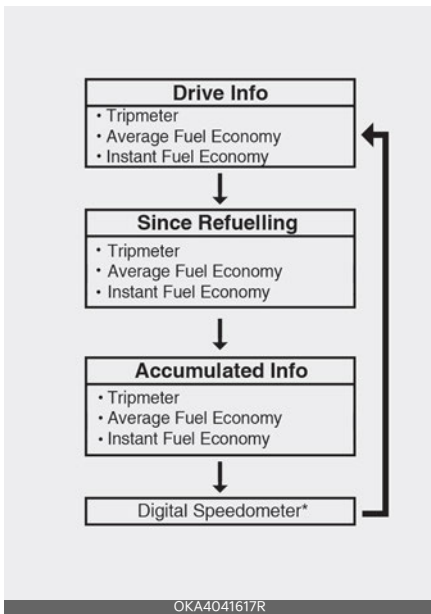 Drive Info
• Tripmeter
• Average Fuel Economy
• Instant Fuel Economy
Since Refuelling
• Tripmeter
• Average Fuel Economy
• Instant Fuel Economy
Accumulated Info
• Tripmeter
• Average Fuel Economy
• Instant Fuel Economy
Digital Speedometer*
OKA4041617R